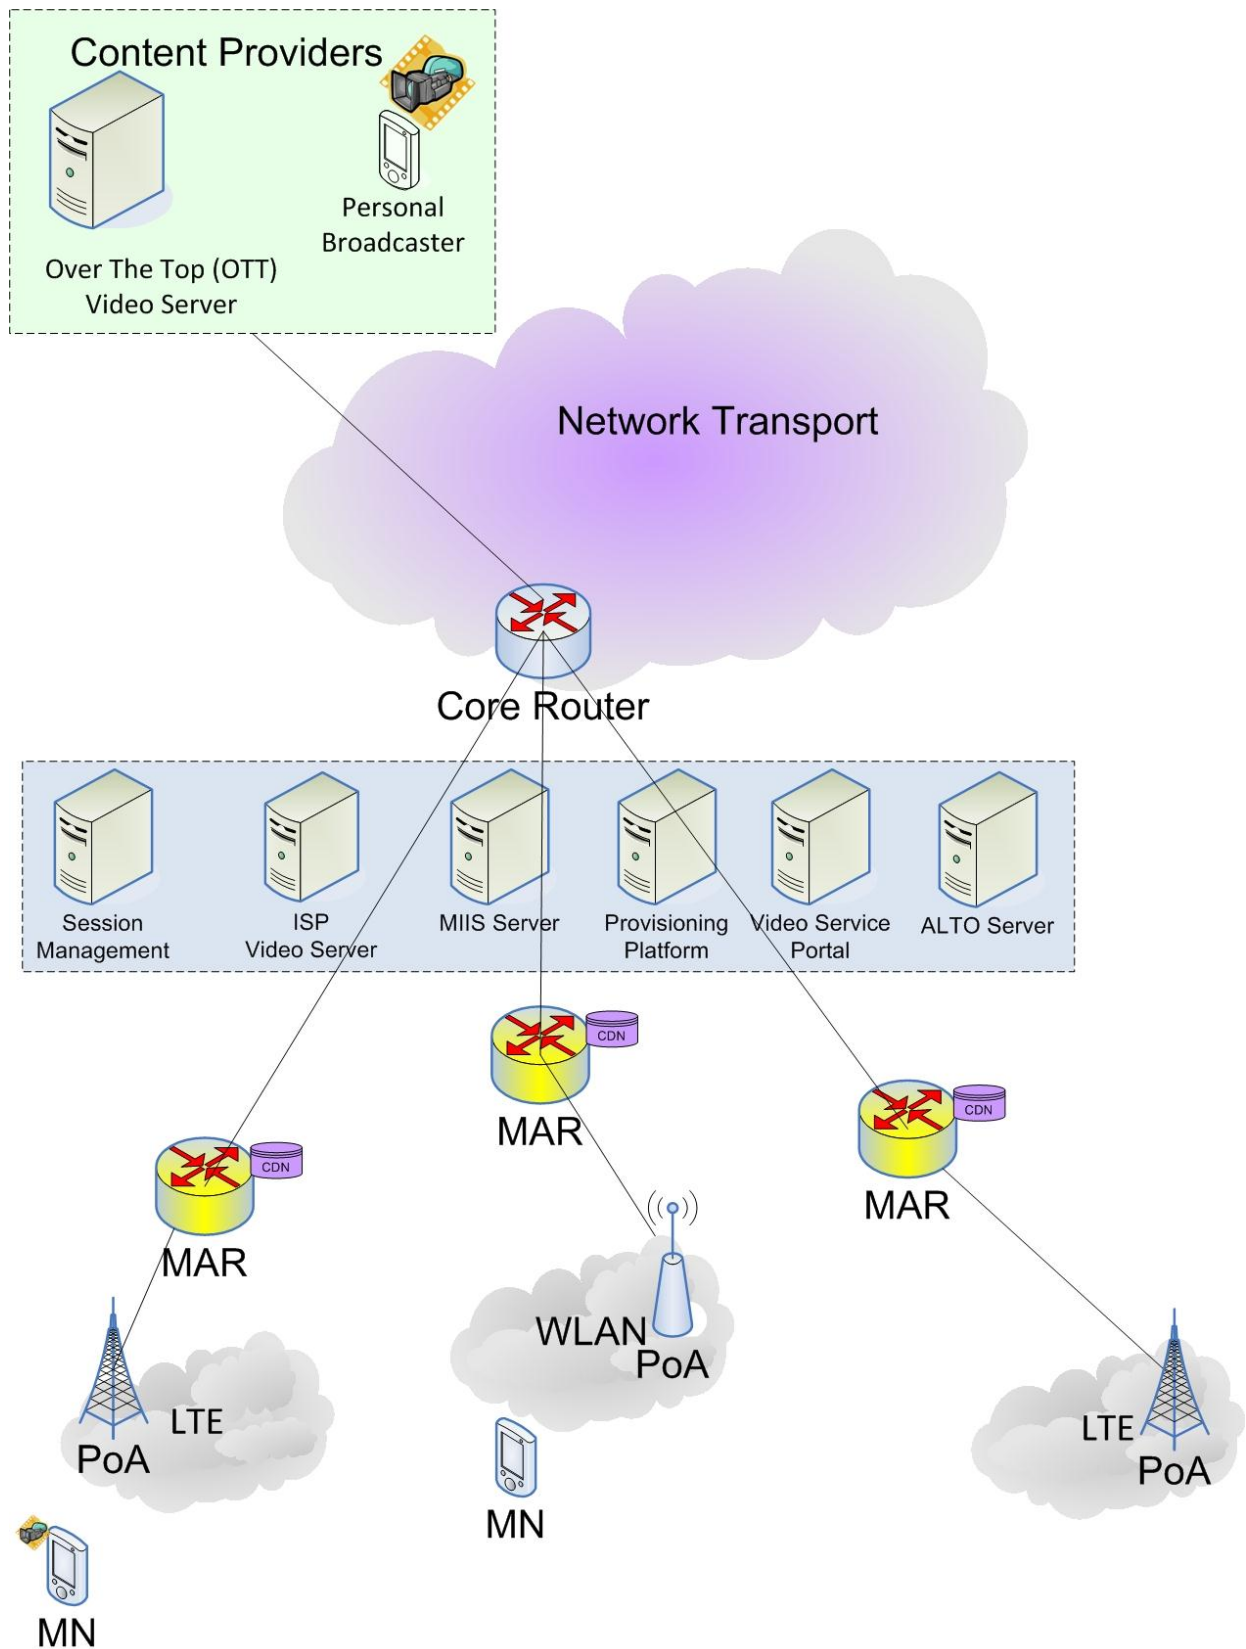 Content Providers
Personal
Broadcaster
Over The Top (OTT)
Video Server
Network Transport
Core Router
Session
Management
ISP
Video Server
MIIS Server
Provisioning
Platform
Video Service
Portal
ALTO Server
CDN
MAR
CDN
MAR
CDN
MAR
WLAN
PoA
LTE
PoA
LTE
PoA
MN
MN